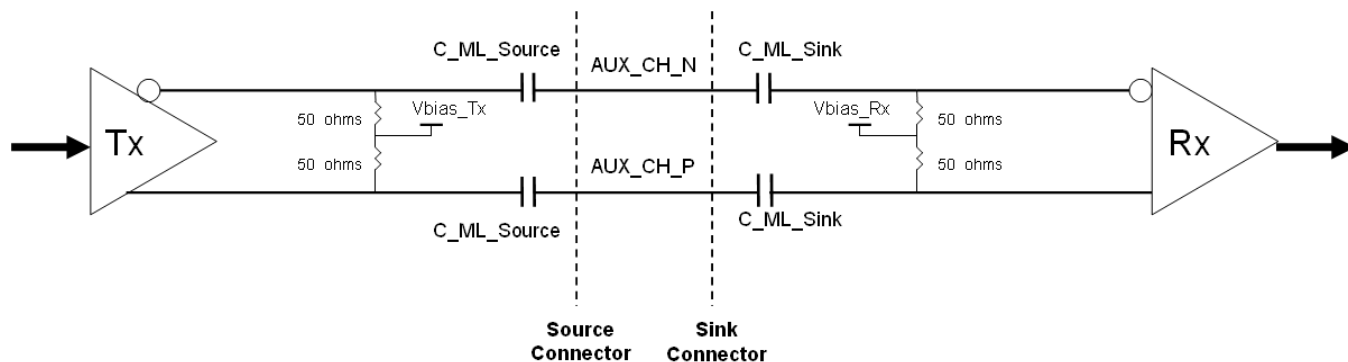 C_ML_Source
C_ML_Sink
AUX_CH_N
Vbias_Tx
Vbias_Rx
50 ohms
50 ohms
Tx
Rx
50 ohms
50 ohms
AUX_CH_P
C_ML_Source
C_ML_Sink
Source
Connector
Sink
Connector